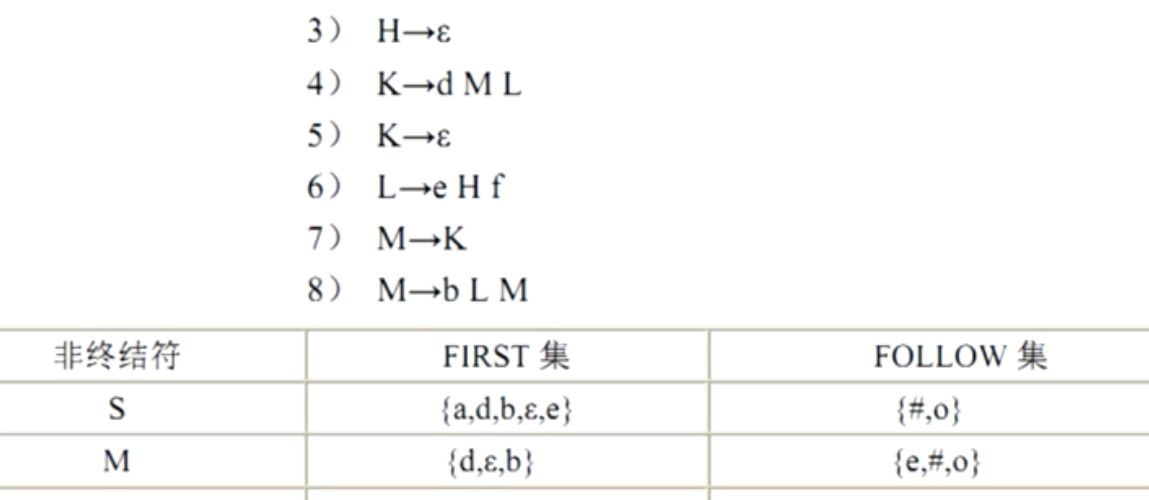 3） H→ε
4） K→d M L
5） K→ε
6） L→e H f
7） M→K
8） M→b L M
非终结符 FIRST 集 FOLLOW 集
S {a,d,b,ε,e} {#,o}
M {d,ε,b} {e,#,o}